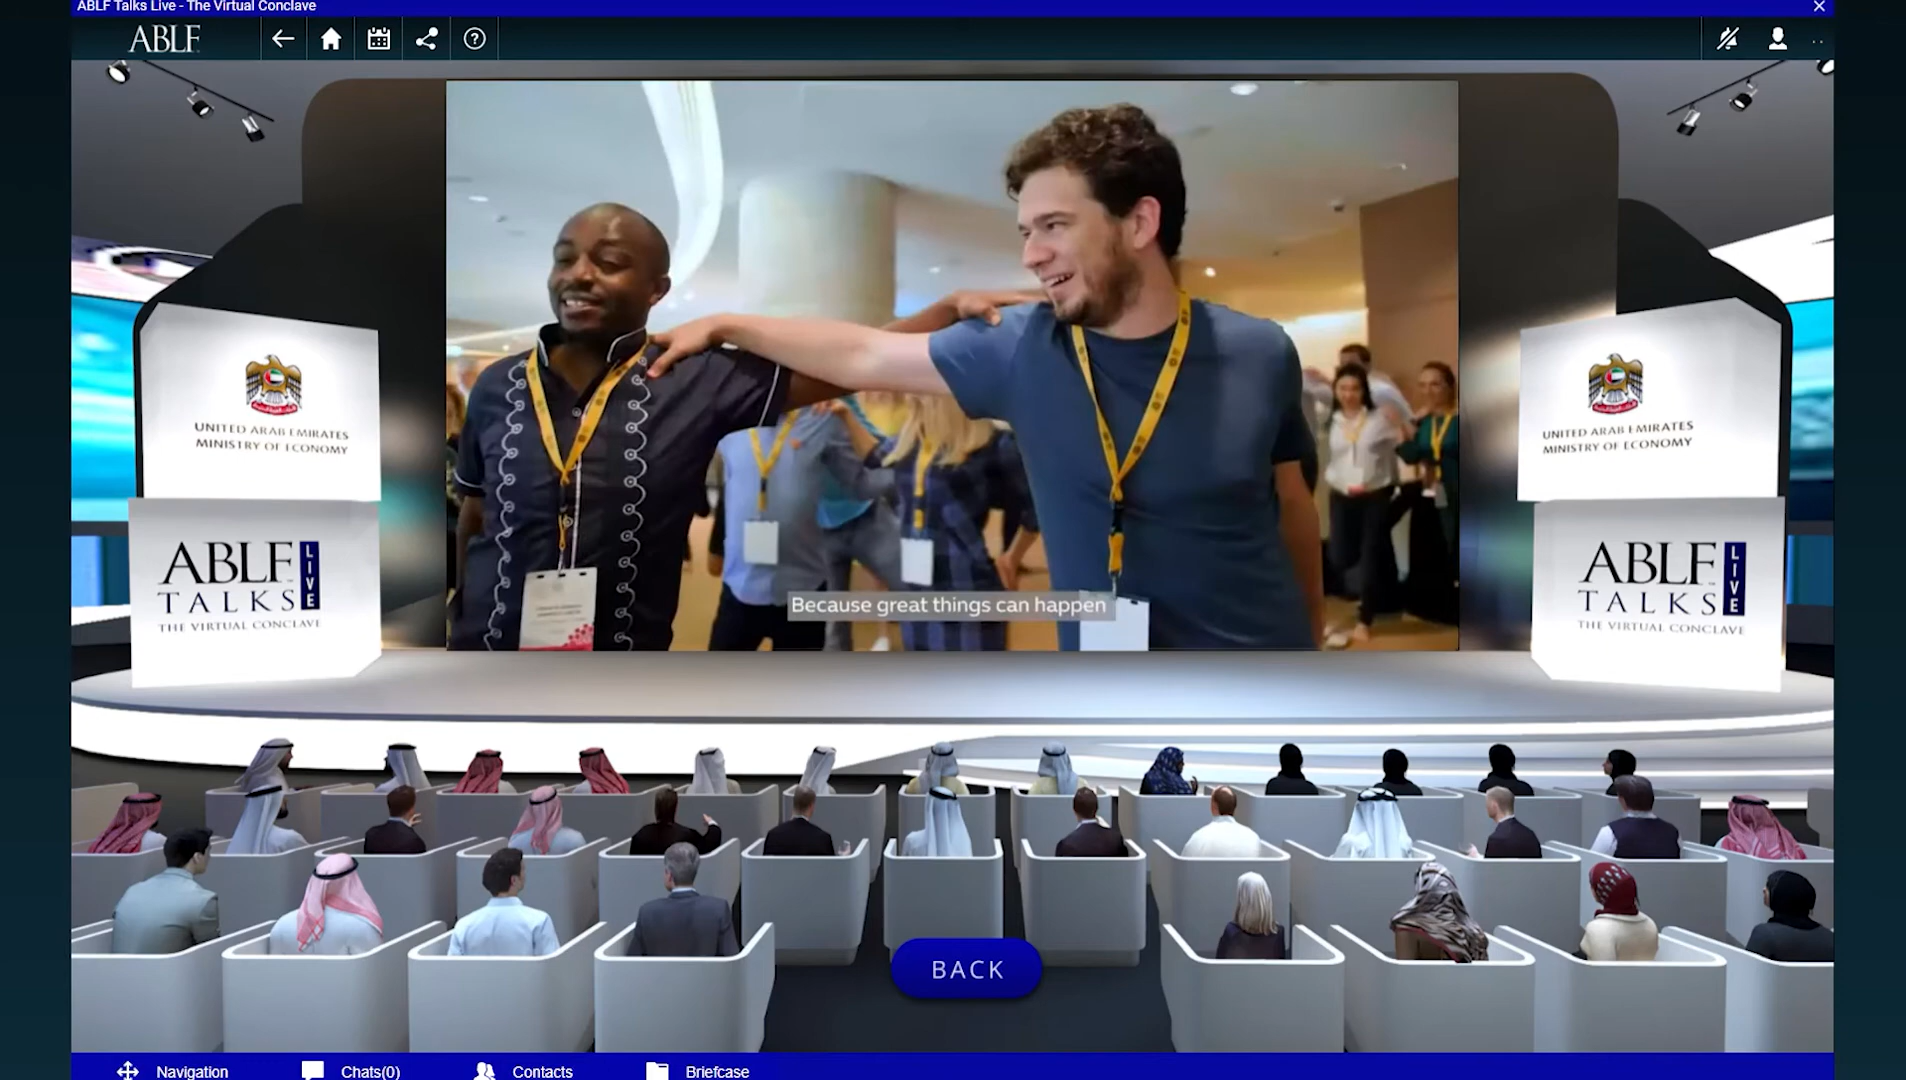 ABLF Talks Live - The Virtual Conclave
ABLF
UNITED ARAB EMIRATES
MINISTRY OF ECONOMY
ABLF
TALKS
LIVE
THE VIRTUAL CONCLAVE
Because great things can happen
UNITED ARAB EMIRATES
MINISTRY OF ECONOMY
ABLF
TALKS
LIVE
THE VIRTUAL CONCLAVE
BACK
Navigation
Chats(0)
Contacts
Briefcase